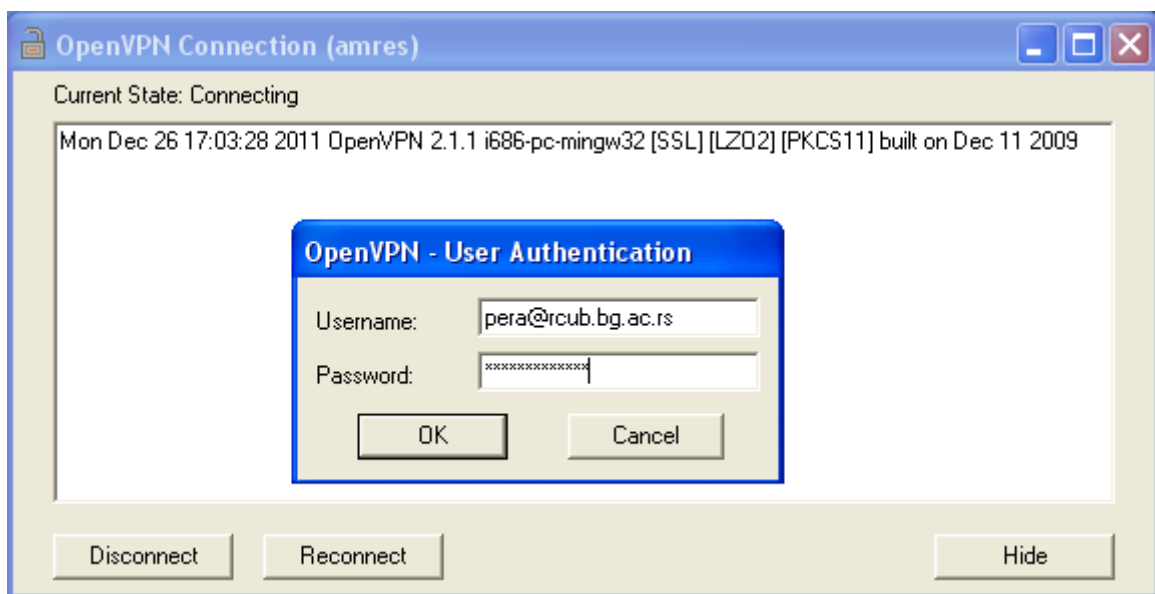 OpenVPN Connection (amres)
Current State: Connecting
Mon Dec 26 17:03:28 2011 OpenVPN 2.1.1 i686-pc-mingw32 [SSL] [LZO2] [PKCS11] built on Dec 11 2009
OpenVPN - User Authentication
Username: pera@rcub.bg.ac.rs
Password: *************
OK Cancel
Disconnect Reconnect Hide